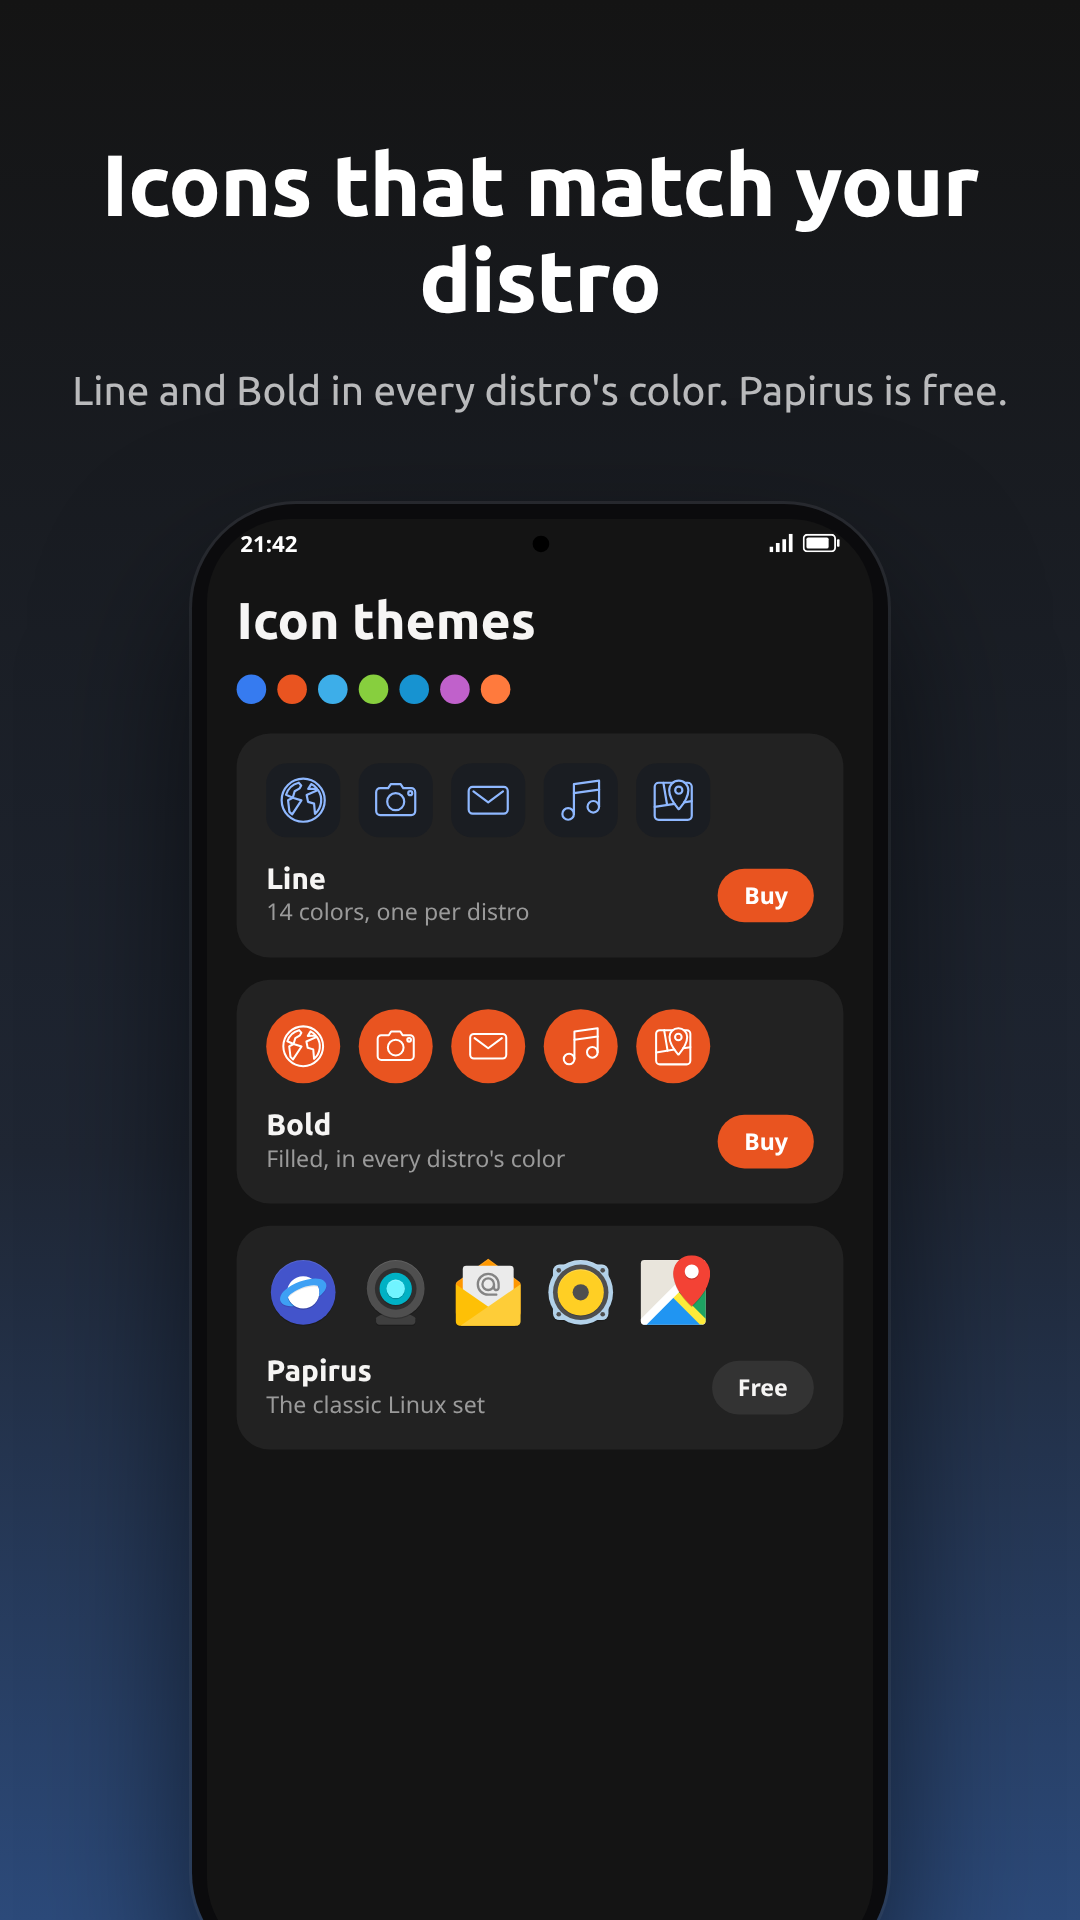 Icons that match your
distro
Line and Bold in every distro's color. Papirus is free.
21:42
Icon themes
Line
14 colors, one per distro
Buy
Bold
Filled, in every distro's color
Buy
@
Papirus
The classic Linux set
Free